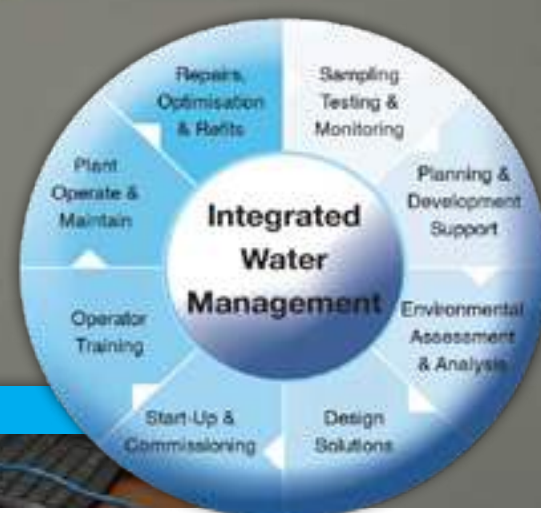 Integrated
Water
Management
Sampling
Testing &
Monitoring
Planning &
Development
Support
Environmental
Assessment
& Analysis
Design
Solutions
Start-Up &
Commissioning
Operator
Training
Plant
Operate &
Maintain
Repairs,
Optimisation
& Refits